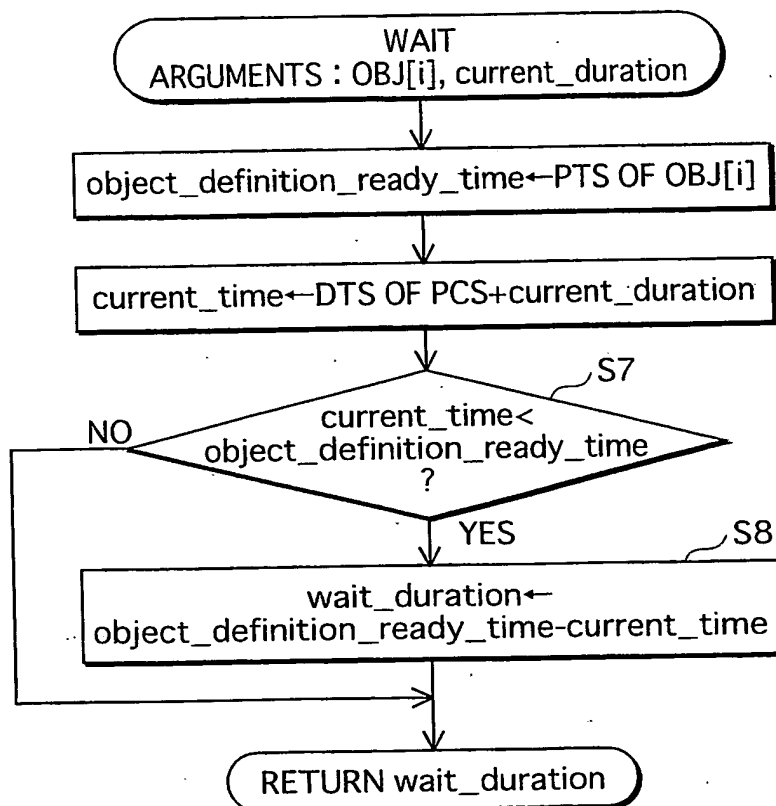 WAIT
ARGUMENTS : OBJ[i], current_duration
object_definition_ready_time←PTS OF OBJ[i]
current_time←DTS OF PCS+current_duration
S7
current_time<
object_definition_ready_time
?
NO
YES
S8
wait_duration←
object_definition_ready_time-current_time
RETURN wait_duration